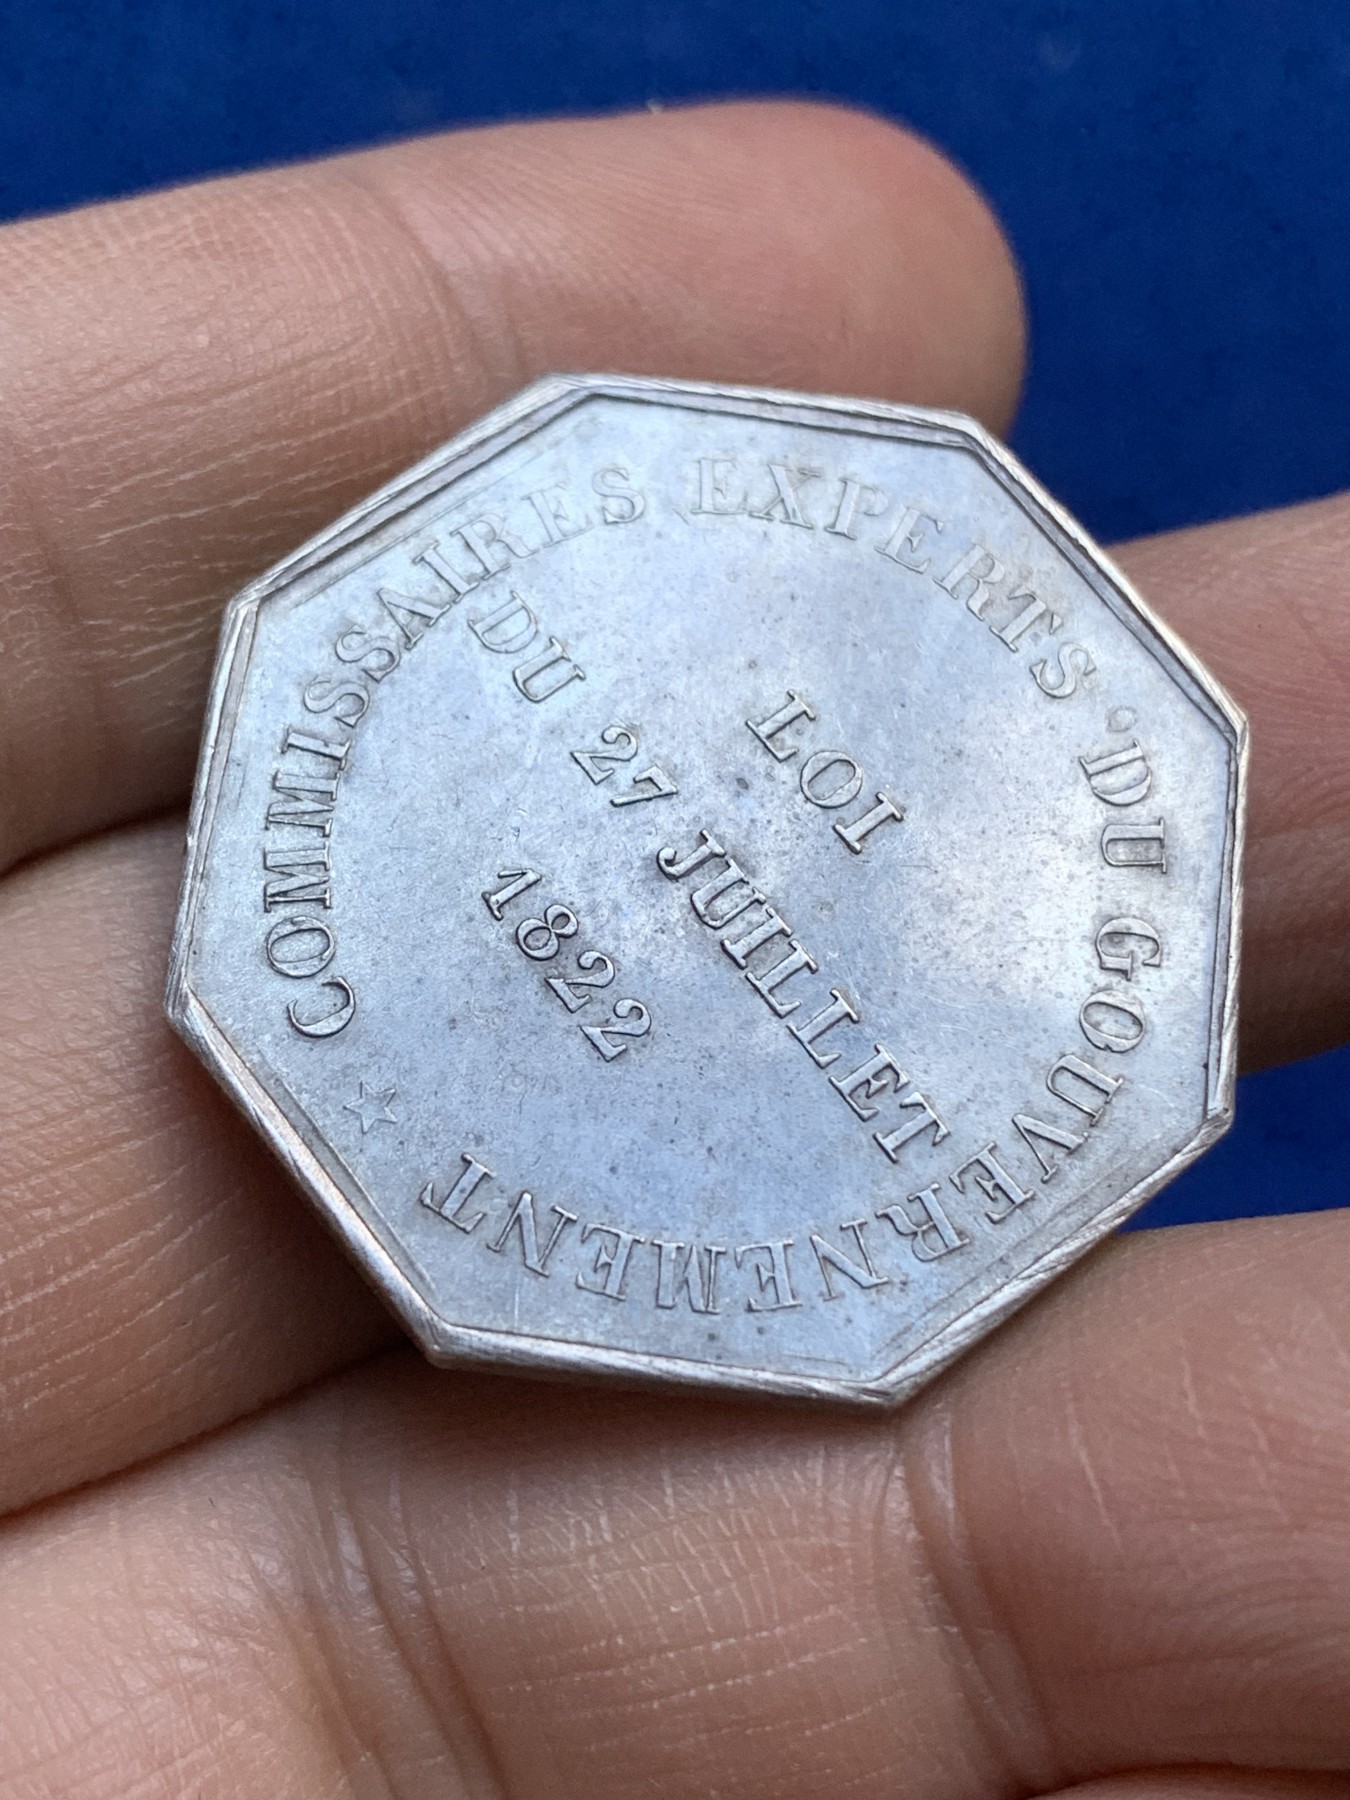 COMMISSAIRES EXPERTS DU GOUVERNEMENT
LOI
DU 27 JUILLET
1822